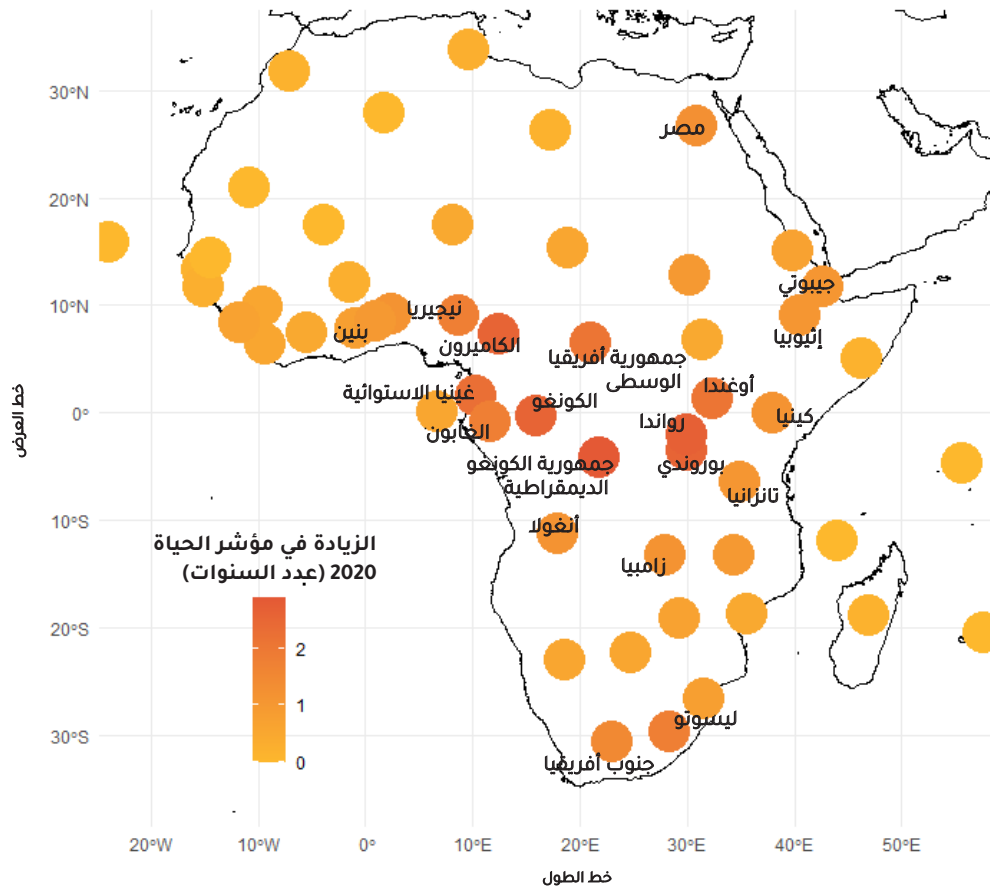 30°N
20°N
10°N
0°
10°S
20°S
30°S
خط العرض
مصر
جيبوتي
إثيوبيا
نيجيريا
بنين
الكاميرون
جمهورية أفريقيا
الوسطى
أوغندا
غينيا الاستوائية
الكونغو
كينيا
رواندا
الغابون
بوروندي
جمهورية الكونغو
الديمقراطية
تانزانيا
أنغولا
زامبيا
ليسوتو
جنوب أفريقيا
الزيادة في مؤشر الحياة
2020 (عدد السنوات)
2
1
0
20°W
10°W
0°
10°E
20°E
30°E
40°E
50°E
خط الطول